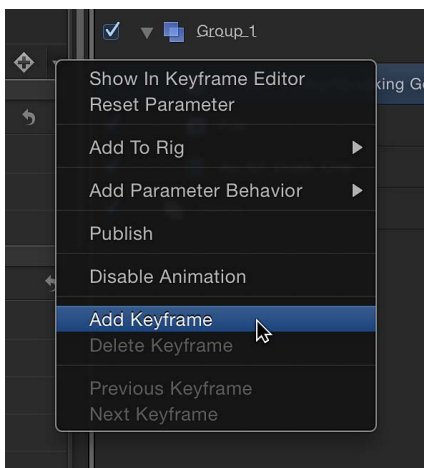 Group_1
Show In Keyframe Editor
Reset Parameter
Add To Rig
Add Parameter Behavior
Publish
Disable Animation
Add Keyframe
Delete Keyframe
Previous Keyframe
Next Keyframe